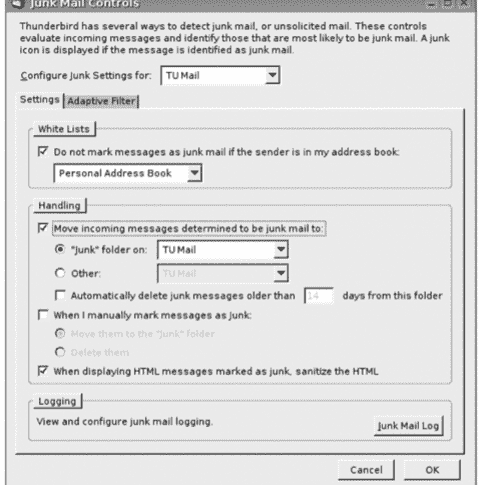 Junk Mail Controls
Thunderbird has several ways to detect junk mail, or unsolicited mail. These controls
evaluate incoming messages and identify those that are most likely to be junk mail. A junk
icon is displayed if the message is identified as junk mail.
Configure Junk Settings for: TU Mail
Settings Adaptive Filter
White Lists
Do not mark messages as junk mail if the sender is in my address book:
Personal Address Book
Handling
Move incoming messages determined to be junk mail to:
"Junk" folder on: TU Mail
Other: TU Mail
Automatically delete junk messages older than 14 days from this folder
When I manually mark messages as junk:
Move them to the "Junk" folder
Delete them
When displaying HTML messages marked as junk, sanitize the HTML
Logging
View and configure junk mail logging.
Junk Mail Log
Cancel OK